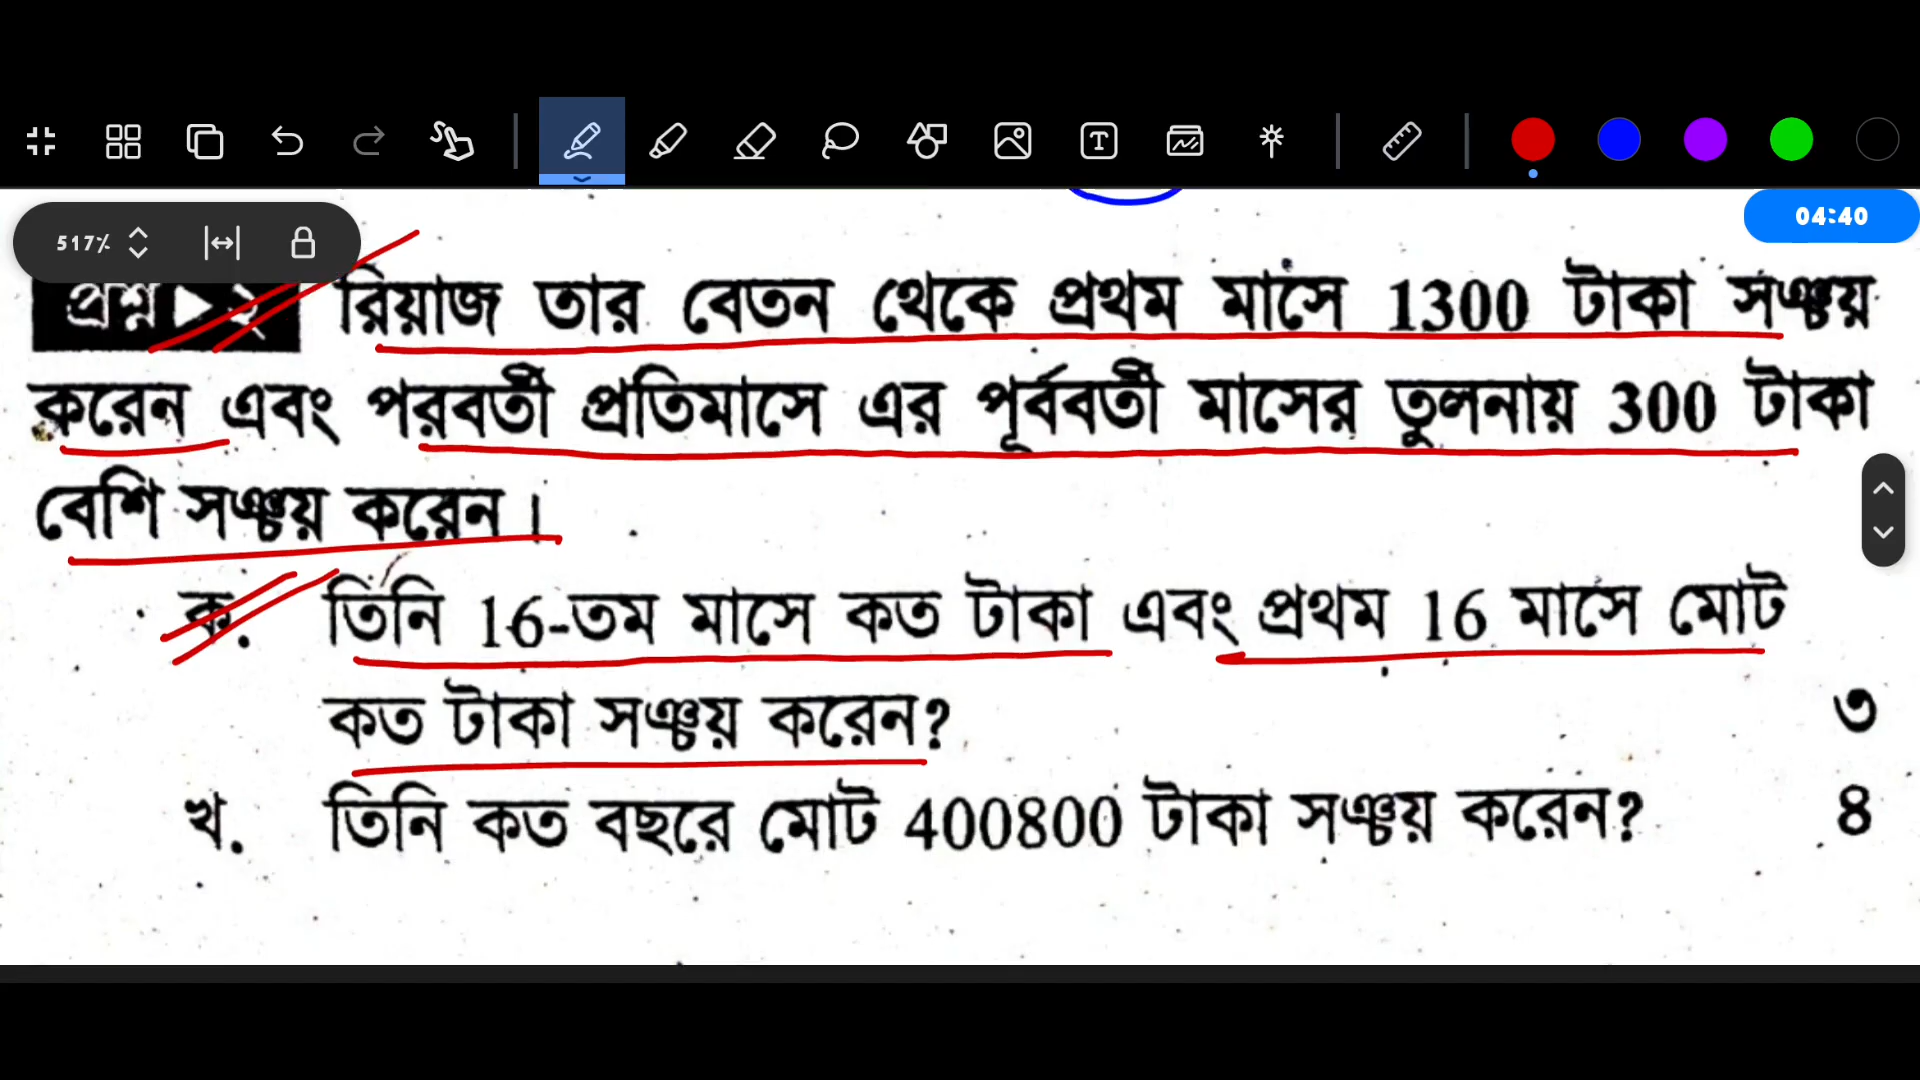 517%
04:40
প্রশ্ন ▶ ২ রিয়াজ তার বেতন থেকে প্রথম মাসে 1300 টাকা সঞ্চয়
করেন এবং পরবর্তী প্রতিমাসে এর পূর্ববর্তী মাসের তুলনায় 300 টাকা
বেশি সঞ্চয় করেন।
ক. তিনি 16-তম মাসে কত টাকা এবং প্রথম 16 মাসে মোট
কত টাকা সঞ্চয় করেন? ৩
খ. তিনি কত বছরে মোট 400800 টাকা সঞ্চয় করেন? ৪